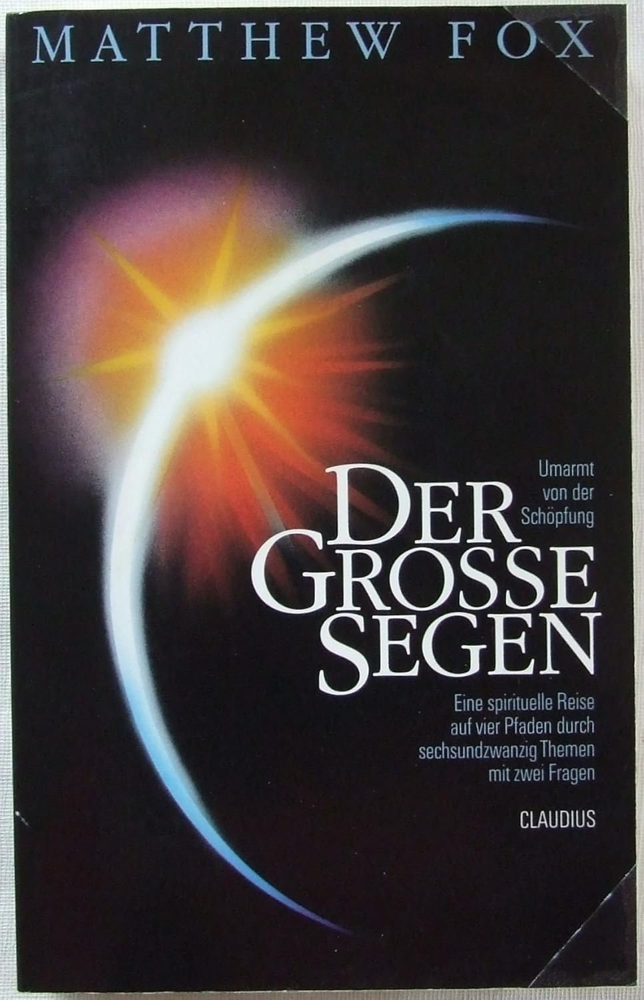 MATTHEW FOX
Umarmt
von der
Schöpfung
DER
GROSSE
SEGEN
Eine spirituelle Reise
auf vier Pfaden durch
sechsundzwanzig Themen
mit zwei Fragen
CLAUDIUS